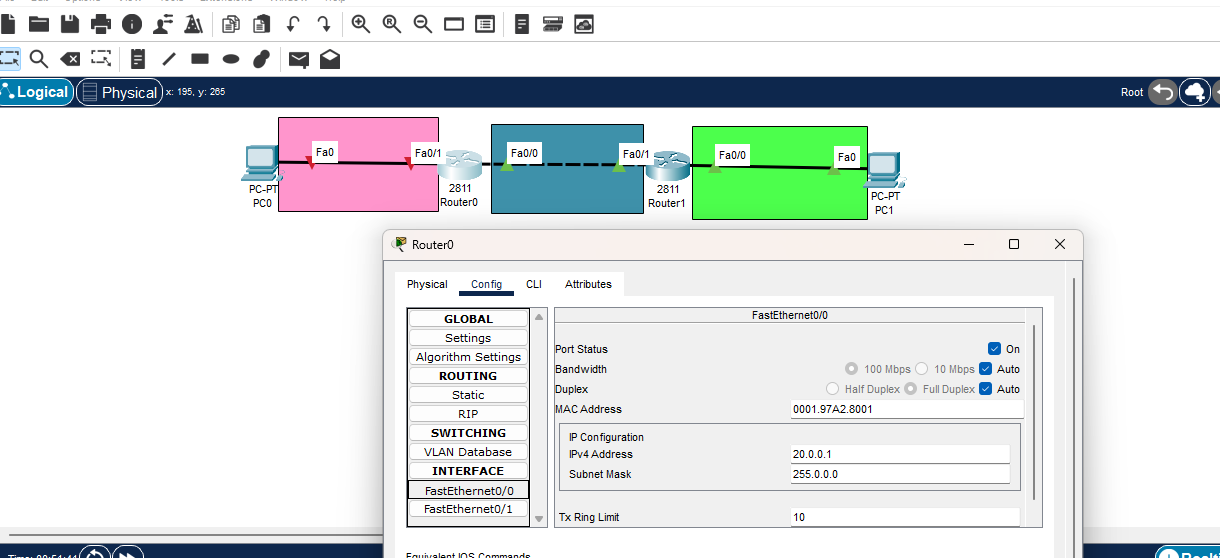 Logical
Physical
x: 195, y: 265
Root
Fa0
Fa0/1
Fa0/0
Fa0/1
Fa0/0
Fa0
PC-PT
PC0
2811
Router0
2811
Router1
PC-PT
PC1
Router0
Physical
Config
CLI
Attributes
GLOBAL
Settings
Algorithm Settings
ROUTING
Static
RIP
SWITCHING
VLAN Database
INTERFACE
FastEthernet0/0
FastEthernet0/1
FastEthernet0/0
Port Status
On
Bandwidth
100 Mbps
10 Mbps
Auto
Duplex
Half Duplex
Full Duplex
Auto
MAC Address
0001.97A2.8001
IP Configuration
IPv4 Address
20.0.0.1
Subnet Mask
255.0.0.0
Tx Ring Limit
10
Equivalent IOS Commands